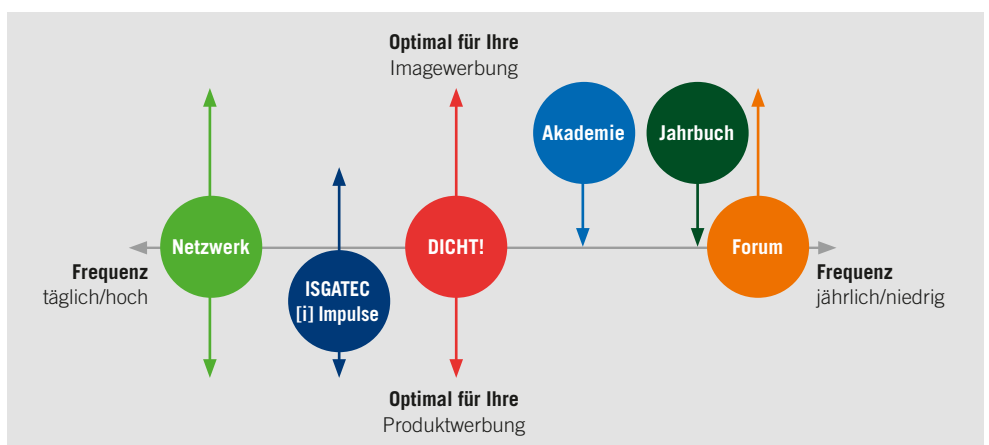 Optimal für Ihre
Imagewerbung
Akademie
Jahrbuch
Netzwerk
DICHT!
Forum
Frequenz
täglich/hoch
ISGATEC
[i] Impulse
Frequenz
jährlich/niedrig
Optimal für Ihre
Produktwerbung